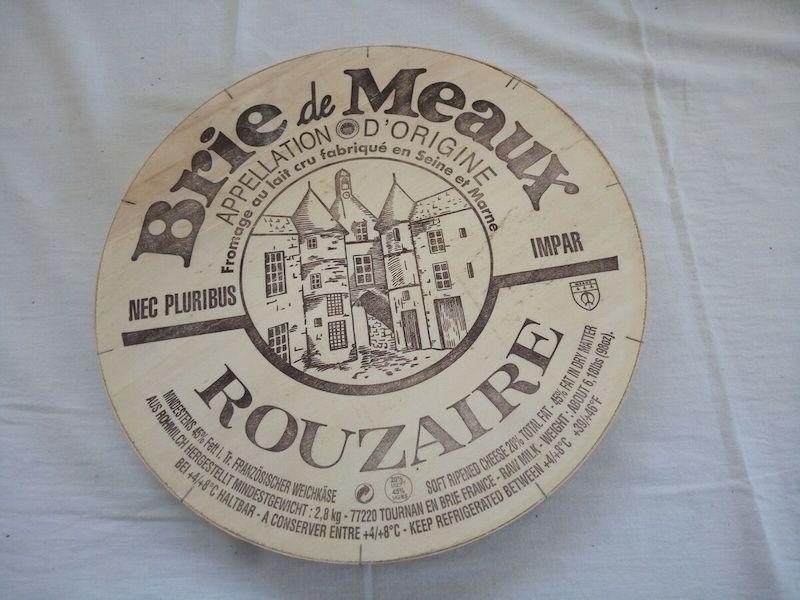 Brie de Meaux
APPELLATION D'ORIGINE
Fromage au lait cru fabriqué en Seine et Marne
NEC PLURIBUS IMPAR
ROUZAIRE
MINDESTENS 45% Fett i. Tr. FRANZÖSISCHER WEICHKÄSE
AUS ROHMILCH HERGESTELLT MINDESTGEWICHT : 2,8 kg - 77220 TOURNAN EN BRIE FRANCE - RAW MILK - WEIGHT : ABOUT 6,18lbs (98oz).
BEI +4/+8°C HALTBAR - A CONSERVER ENTRE +4/+8°C - KEEP REFRIGERATED BETWEEN +4/+8°C +39/+46°F
SOFT RIPENED CHEESE 20% TOTAL FAT - 45% FAT IN DRY MATTER
20%
45%